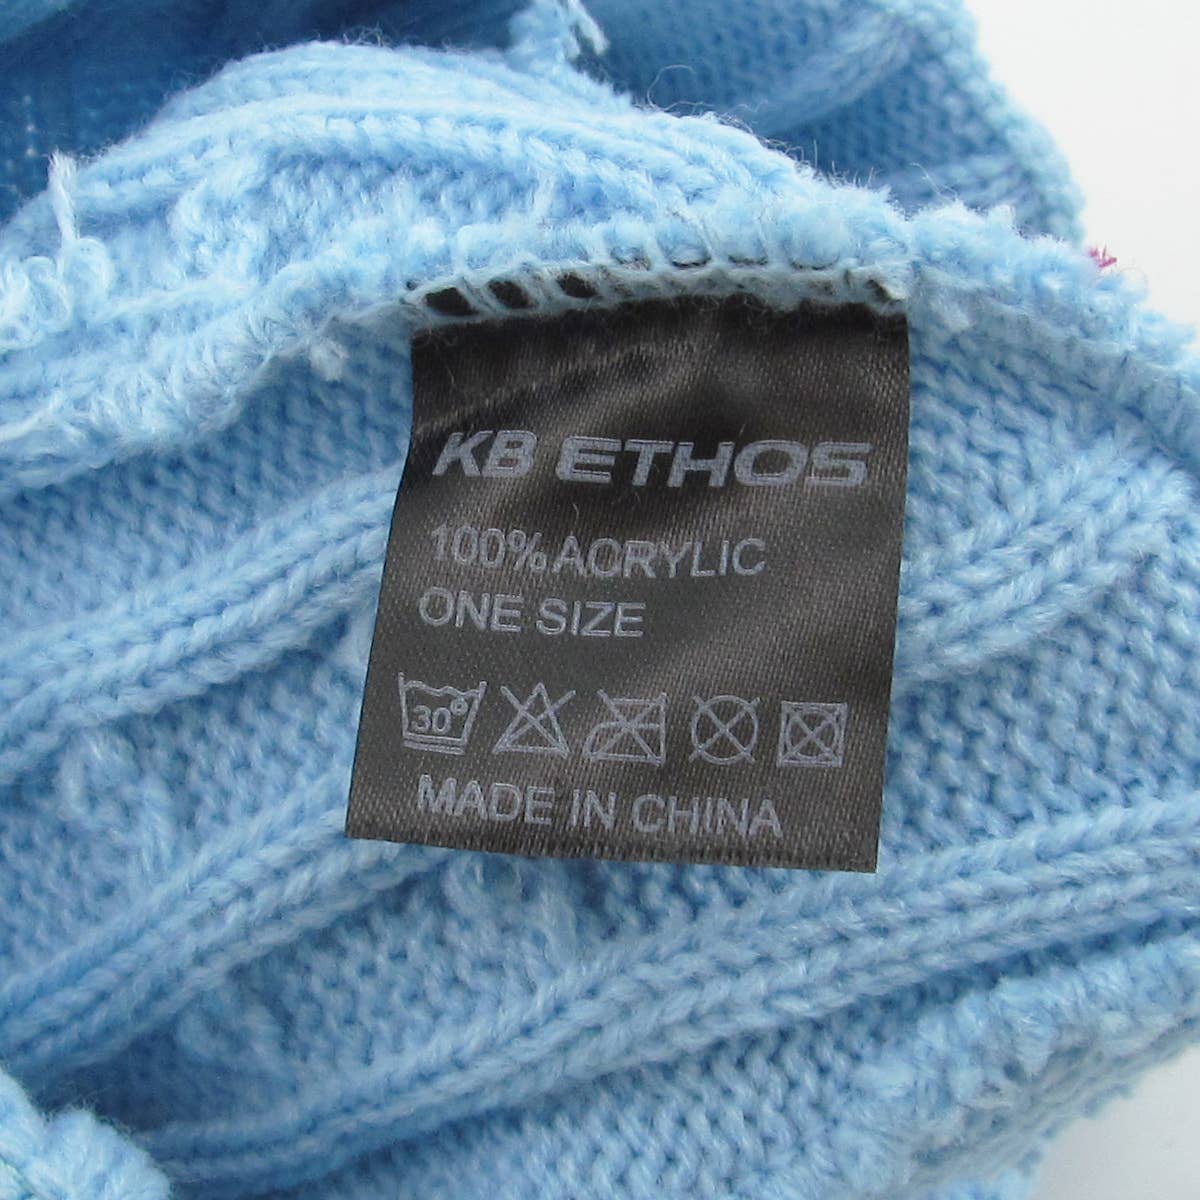 KB ETHOS
100% ACRYLIC
ONE SIZE
30°
MADE IN CHINA